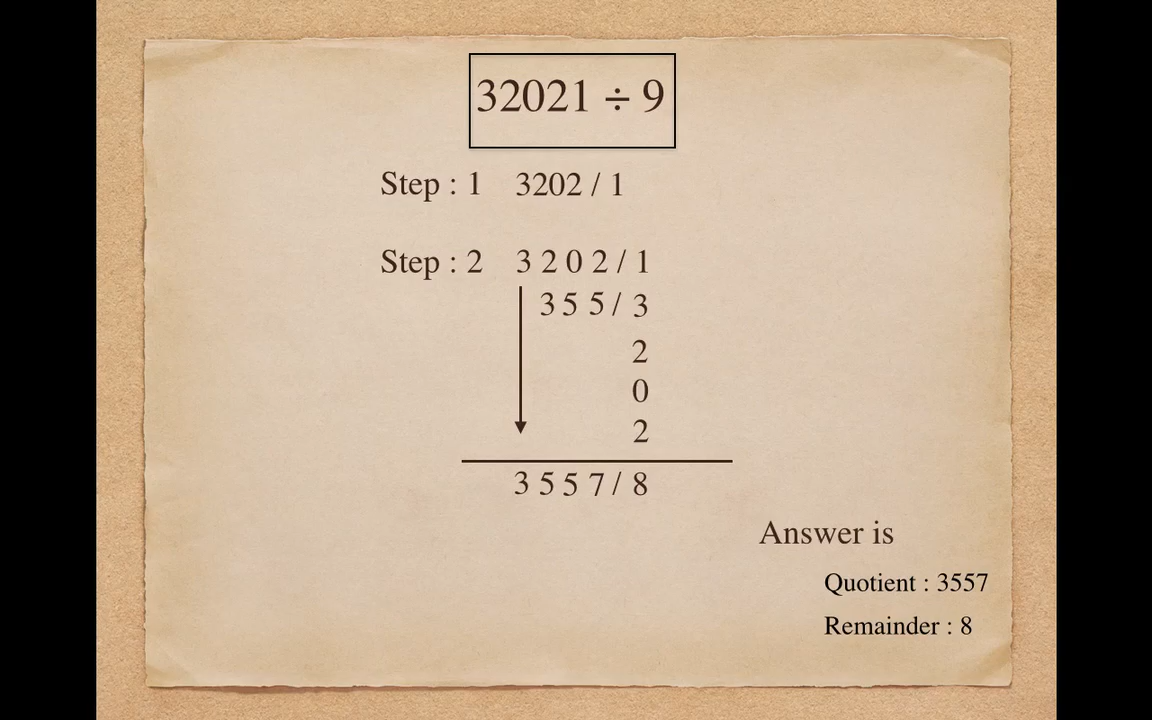 32021 ÷ 9
Step : 1 3202 / 1
Step : 2 3 2 0 2 / 1
3 5 5 / 3
2
0
2
3 5 5 7 / 8
Answer is
Quotient : 3557
Remainder : 8